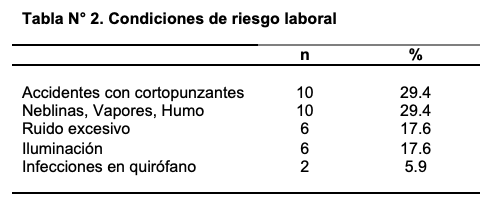 Tabla N° 2. Condiciones de riesgo laboral
n %
Accidentes con cortopunzantes 10 29.4
Neblinas, Vapores, Humo 10 29.4
Ruido excesivo 6 17.6
Iluminación 6 17.6
Infecciones en quirófano 2 5.9